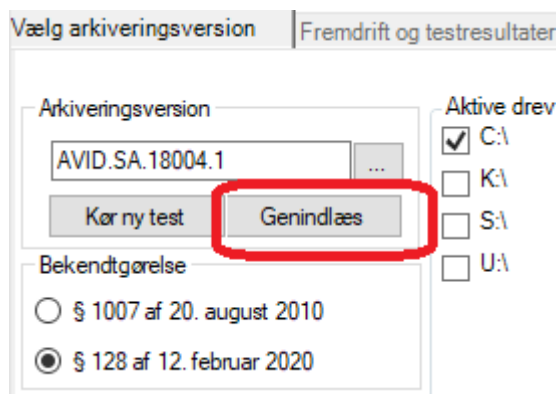 Vælg arkiveringsversion
Fremdrift og testresultater
Arkiveringsversion
AVID.SA.18004.1
...
Kør ny test
Genindlæs
Bekendtgørelse
§ 1007 af 20. august 2010
§ 128 af 12. februar 2020
Aktive drev
C:\
K:\
S:\
U:\